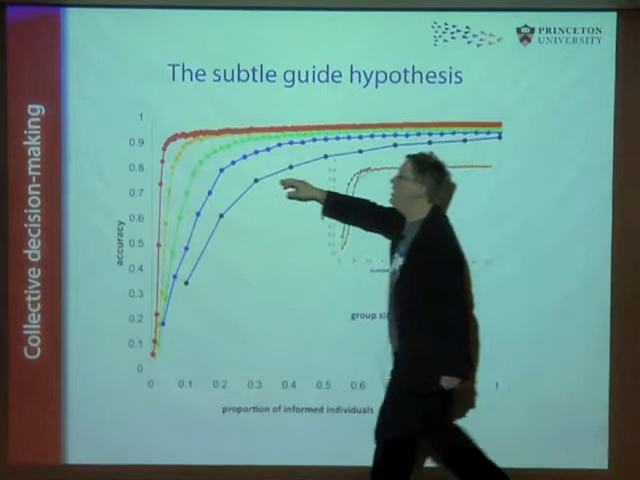 PRINCETON
UNIVERSITY
The subtle guide hypothesis
Collective decision-making
accuracy
1
0.9
0.8
0.7
0.6
0.5
0.4
0.3
0.2
0.1
0
0 0.1 0.2 0.3 0.4 0.5 0.6 1
group
proportion of informed individuals